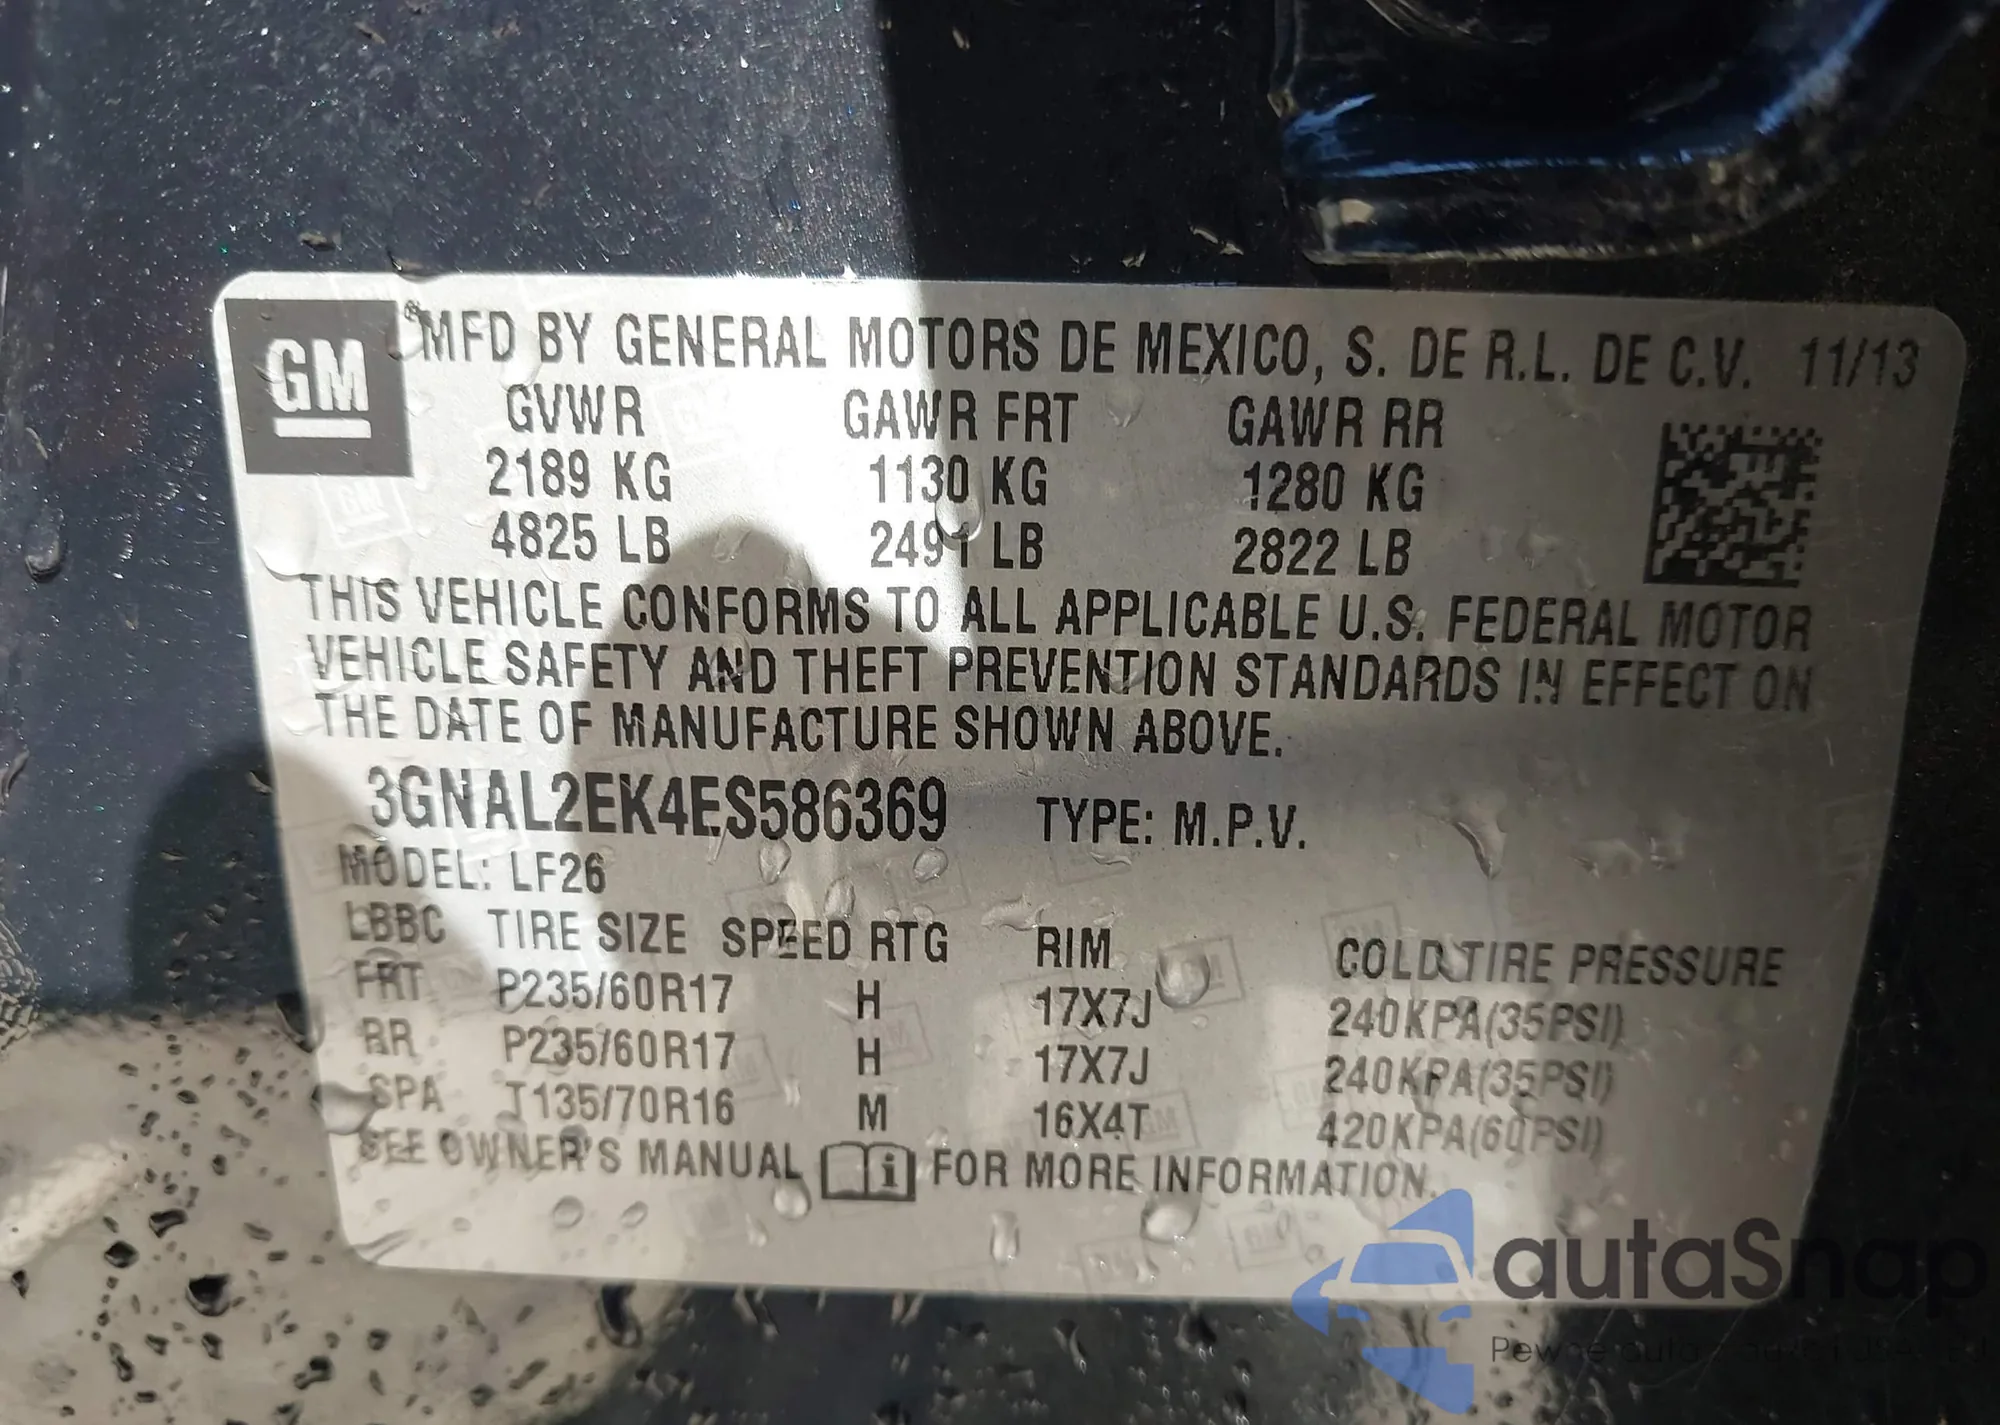 GM
®MFD BY GENERAL MOTORS DE MEXICO, S. DE R.L. DE C.V. 11/13
GVWR GAWR FRT GAWR RR
2189 KG 1130 KG 1280 KG
4825 LB 2491 LB 2822 LB
THIS VEHICLE CONFORMS TO ALL APPLICABLE U.S. FEDERAL MOTOR
VEHICLE SAFETY AND THEFT PREVENTION STANDARDS IN EFFECT ON
THE DATE OF MANUFACTURE SHOWN ABOVE.
3GNAL2EK4ES586369 TYPE: M.P.V.
MODEL: LF26
LBBC TIRE SIZE SPEED RTG RIM COLD TIRE PRESSURE
FRT P235/60R17 H 17X7J 240KPA(35PSI)
RR P235/60R17 H 17X7J 240KPA(35PSI)
SPA T135/70R16 M 16X4T 420KPA(60PSI)
SEE OWNER'S MANUAL FOR MORE INFORMATION.
autaSnap
Pewne auta